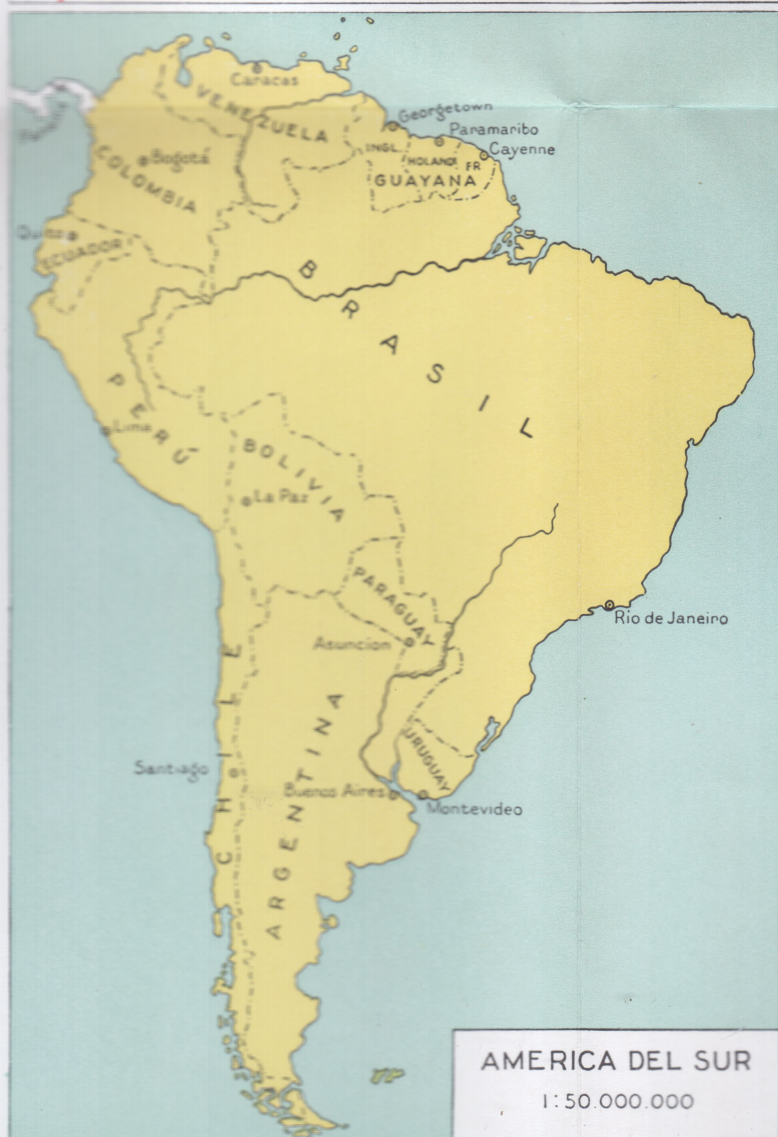 Caracas
VENEZUELA
Georgetown
Paramaribo
Cayenne
INGL.
HOLAND.
FR
GUAYANA
Bogotá
COLOMBIA
Quito
ECUADOR
BRASIL
PERÚ
Lima
BOLIVIA
La Paz
PARAGUAY
Asuncion
Rio de Janeiro
CHILE
ARGENTINA
URUGUAY
Santiago
Buenos Aires
Montevideo
AMERICA DEL SUR
1:50.000.000